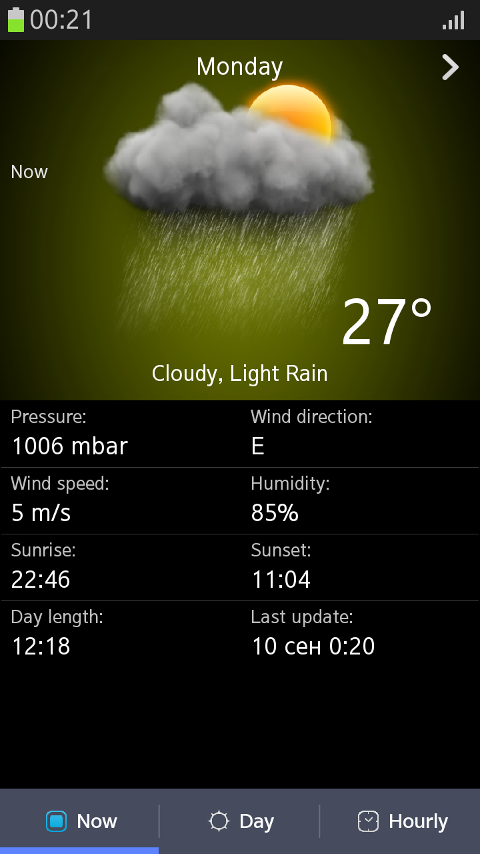 00:21
Monday
Now
27°
Cloudy, Light Rain
Pressure: Wind direction:
1006 mbar E
Wind speed: Humidity:
5 m/s 85%
Sunrise: Sunset:
22:46 11:04
Day length: Last update:
12:18 10 сен 0:20
Now Day Hourly